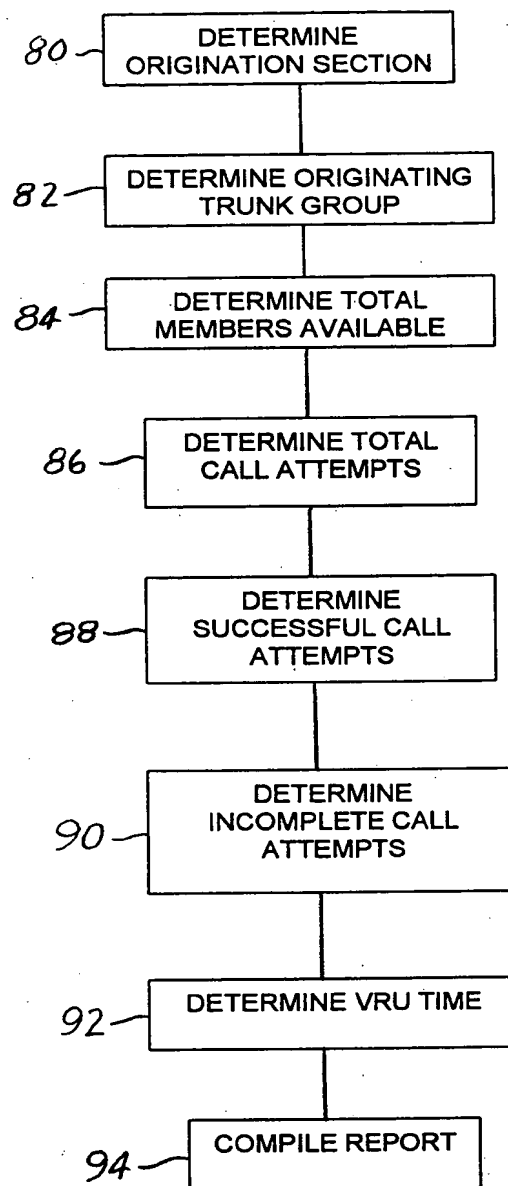 80
DETERMINE
ORIGINATION SECTION
82
DETERMINE ORIGINATING
TRUNK GROUP
84
DETERMINE TOTAL
MEMBERS AVAILABLE
86
DETERMINE TOTAL
CALL ATTEMPTS
88
DETERMINE
SUCCESSFUL CALL
ATTEMPTS
90
DETERMINE
INCOMPLETE CALL
ATTEMPTS
92
DETERMINE VRU TIME
94
COMPILE REPORT